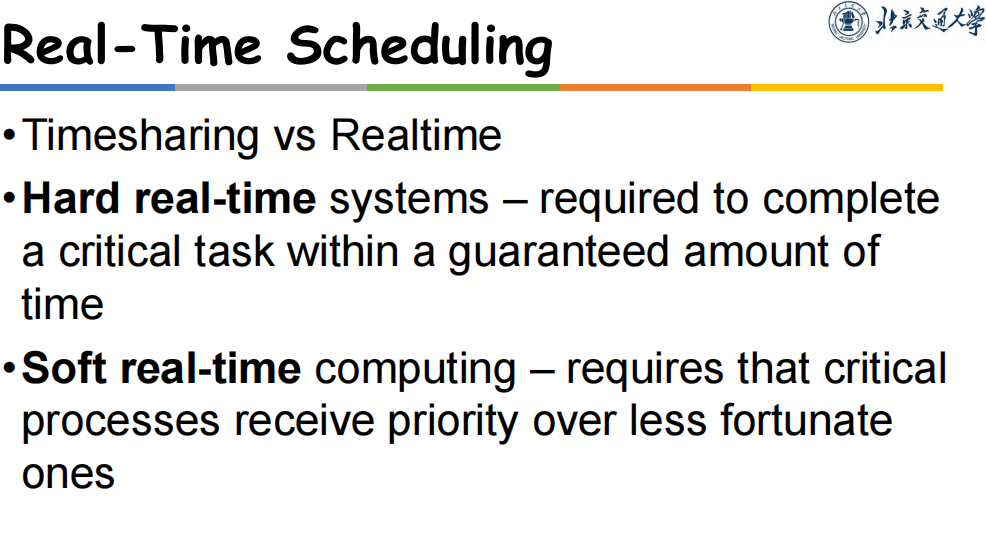 Real-Time Scheduling
北京交通大学
•Timesharing vs Realtime
•Hard real-time systems – required to complete
a critical task within a guaranteed amount of
time
•Soft real-time computing – requires that critical
processes receive priority over less fortunate
ones